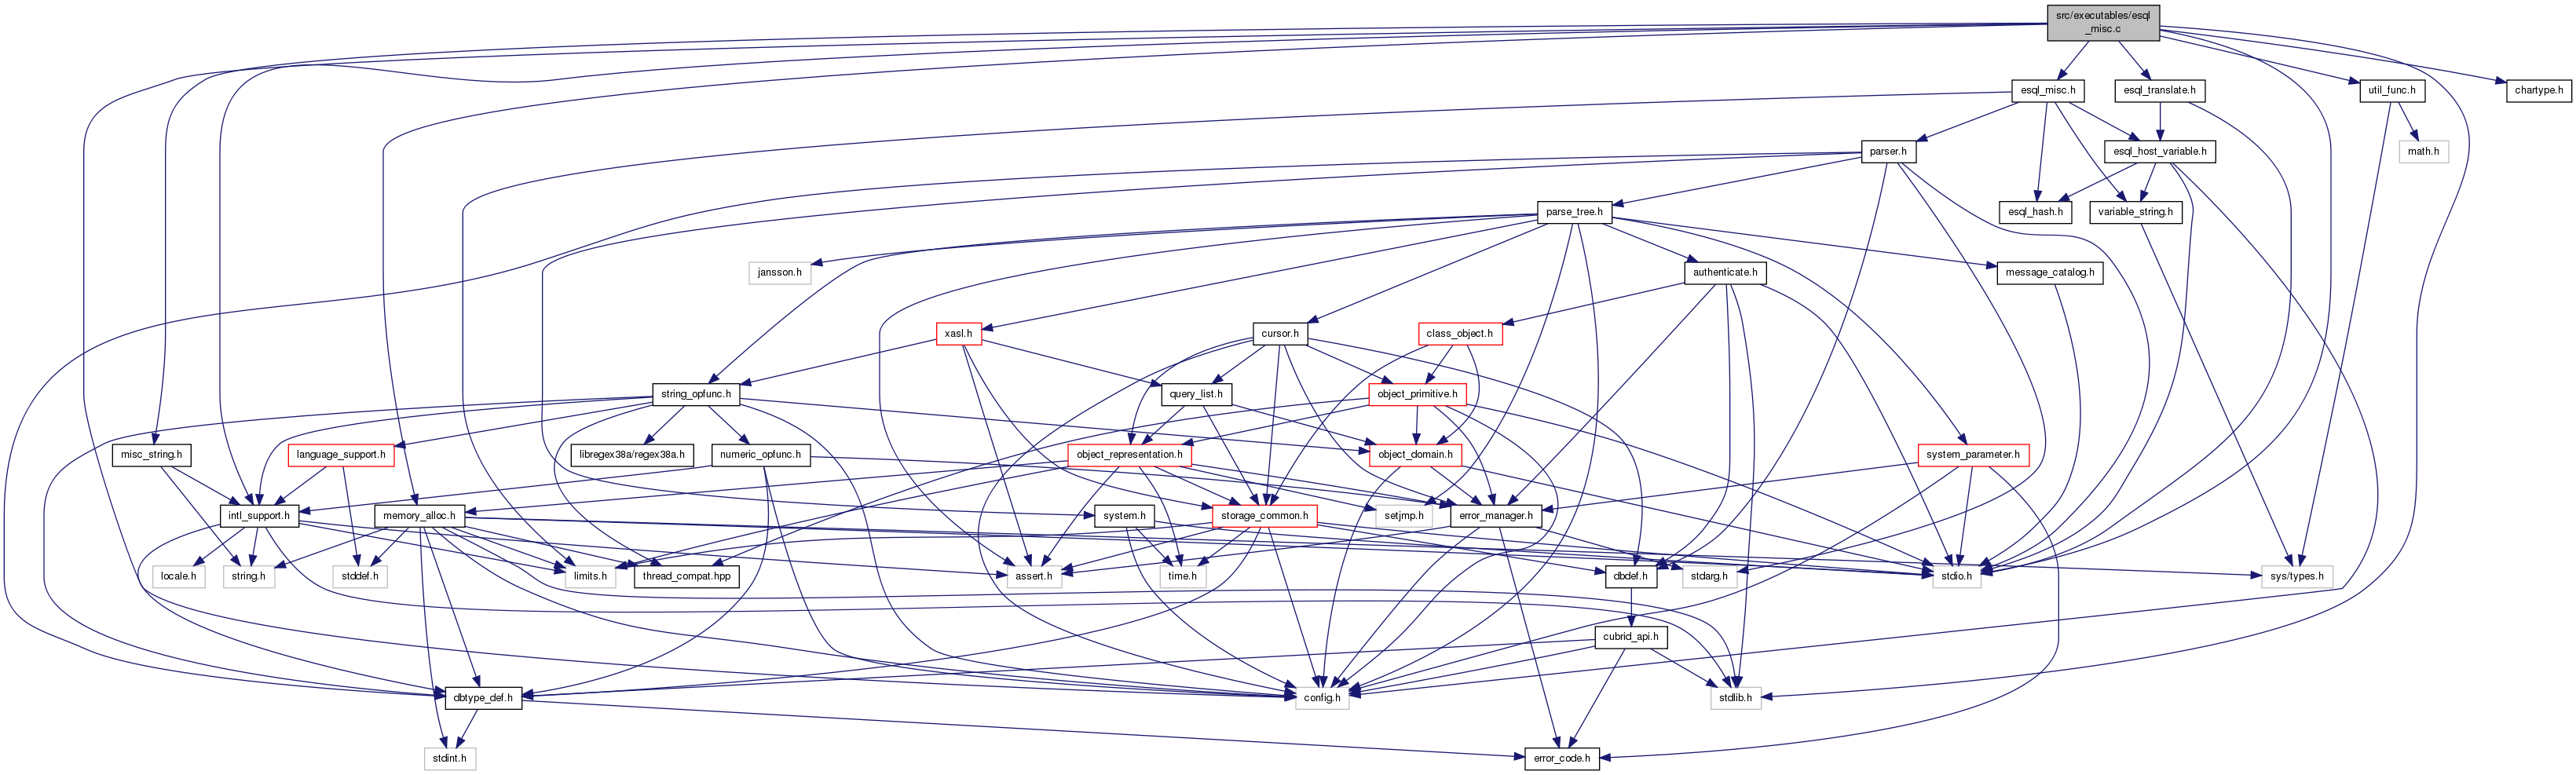 src/executables/esql
_misc.c
esql_misc.h
esql_translate.h
util_func.h
chartype.h
parser.h
esql_host_variable.h
math.h
parse_tree.h
esql_hash.h
variable_string.h
jansson.h
authenticate.h
message_catalog.h
xasl.h
cursor.h
class_object.h
string_opfunc.h
query_list.h
object_primitive.h
misc_string.h
language_support.h
libregex38a/regex38a.h
numeric_opfunc.h
object_representation.h
object_domain.h
system_parameter.h
intl_support.h
memory_alloc.h
system.h
storage_common.h
setjmp.h
error_manager.h
locale.h
string.h
stddef.h
limits.h
thread_compat.hpp
assert.h
time.h
dbdef.h
stdarg.h
stdio.h
sys/types.h
cubrid_api.h
dbtype_def.h
config.h
stdlib.h
stdint.h
error_code.h